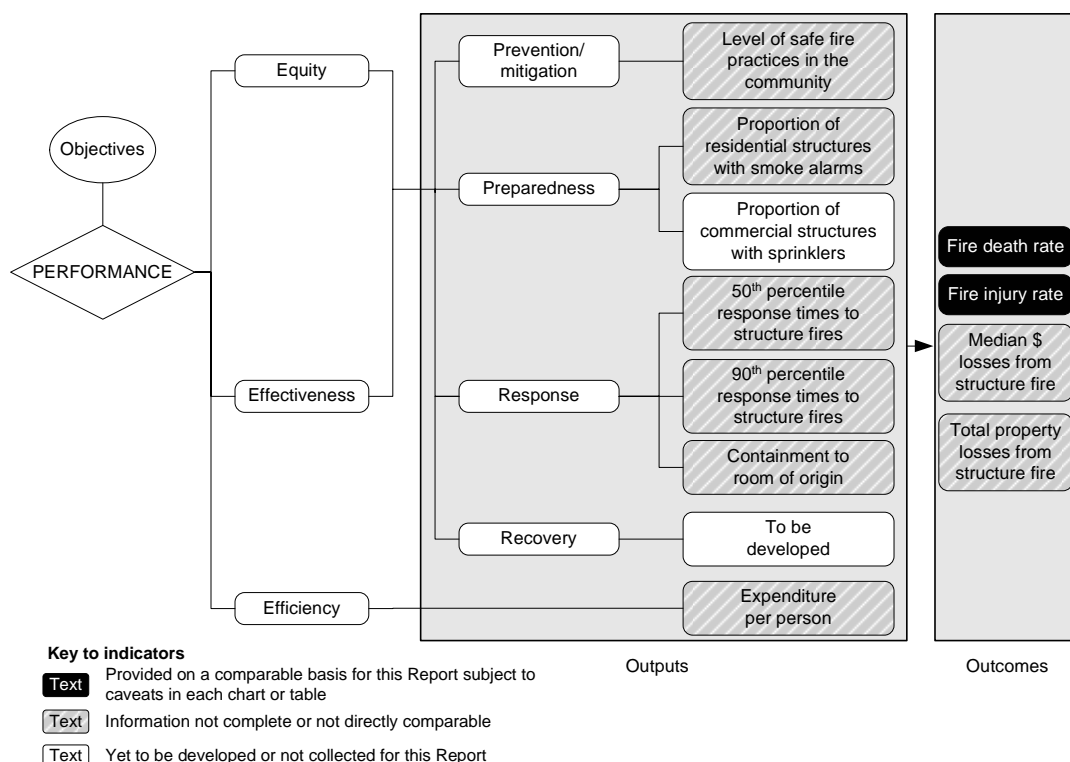 Objectives
PERFORMANCE
Equity
Effectiveness
Efficiency
Prevention/
mitigation
Preparedness
Response
Recovery
Level of safe fire
practices in the
community
Proportion of
residential structures
with smoke alarms
Proportion of
commercial structures
with sprinklers
50th percentile
response times to
structure fires
90th percentile
response times to
structure fires
Containment to
room of origin
To be
developed
Expenditure
per person
Outputs
Fire death rate
Fire injury rate
Median $
losses from
structure fire
Total property
losses from
structure fire
Outcomes
Key to indicators
Text Provided on a comparable basis for this Report subject to
caveats in each chart or table
Text Information not complete or not directly comparable
Text Yet to be developed or not collected for this Report